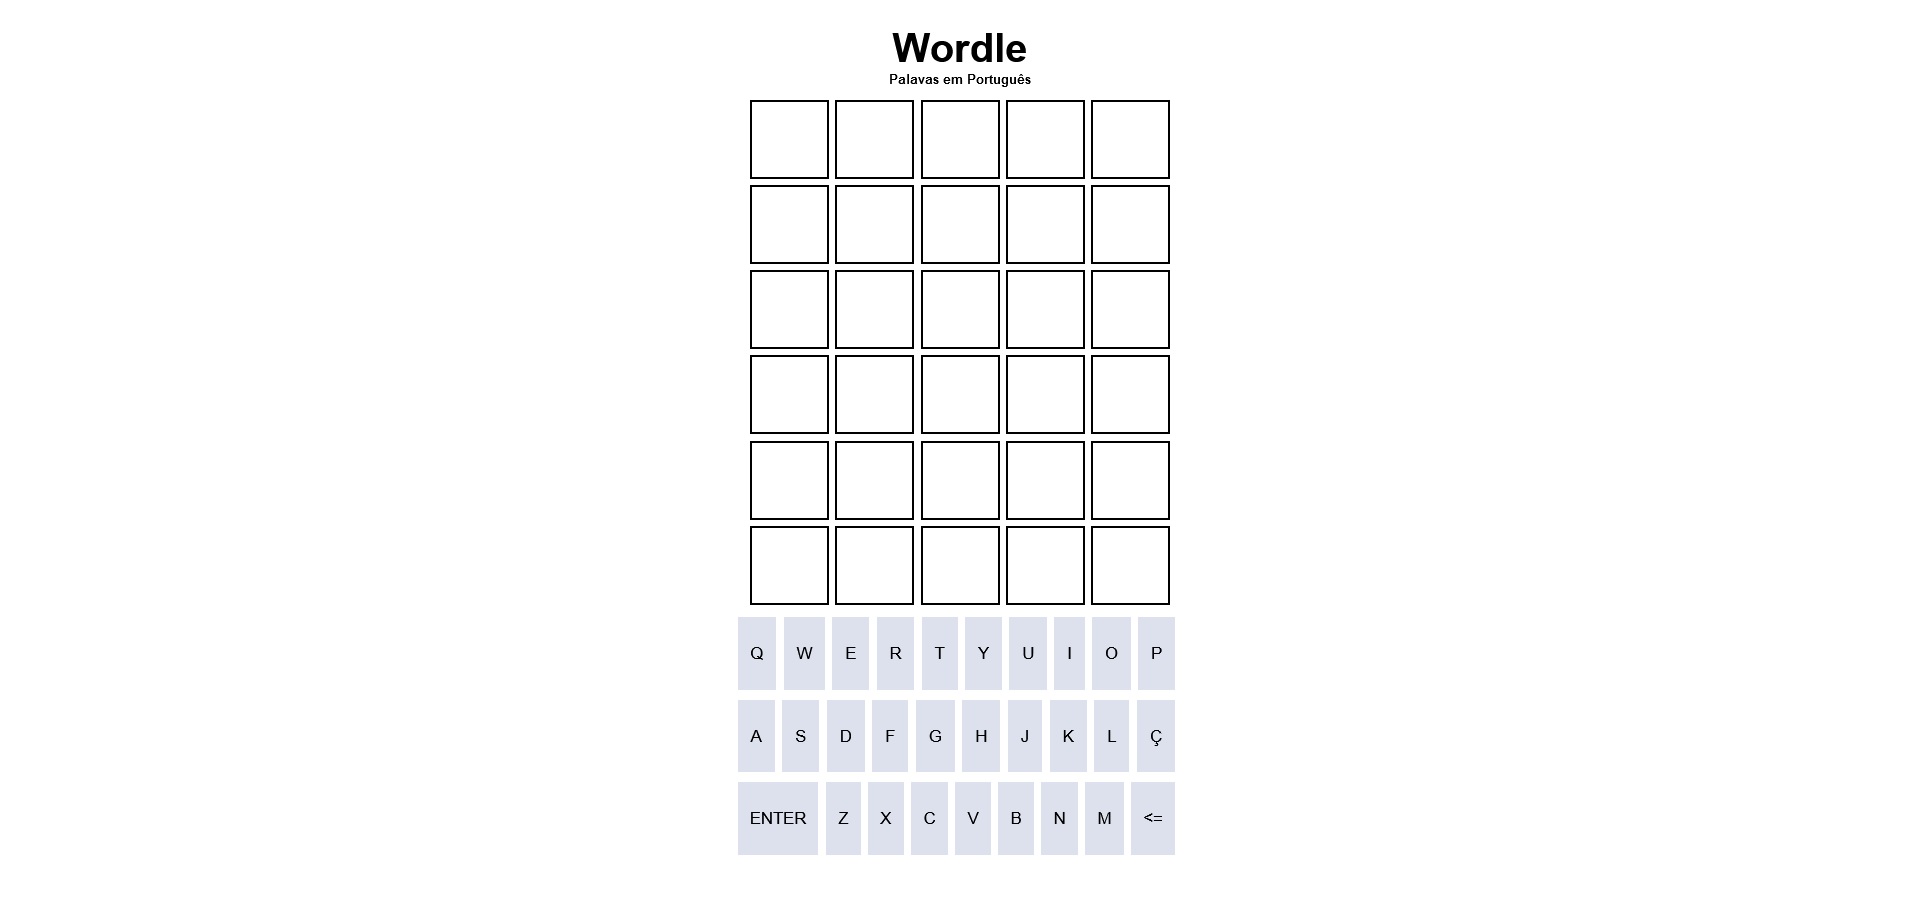 Wordle
Palavas em Português
Q W E R T Y U I O P
A S D F G H J K L Ç
ENTER Z X C V B N M <=